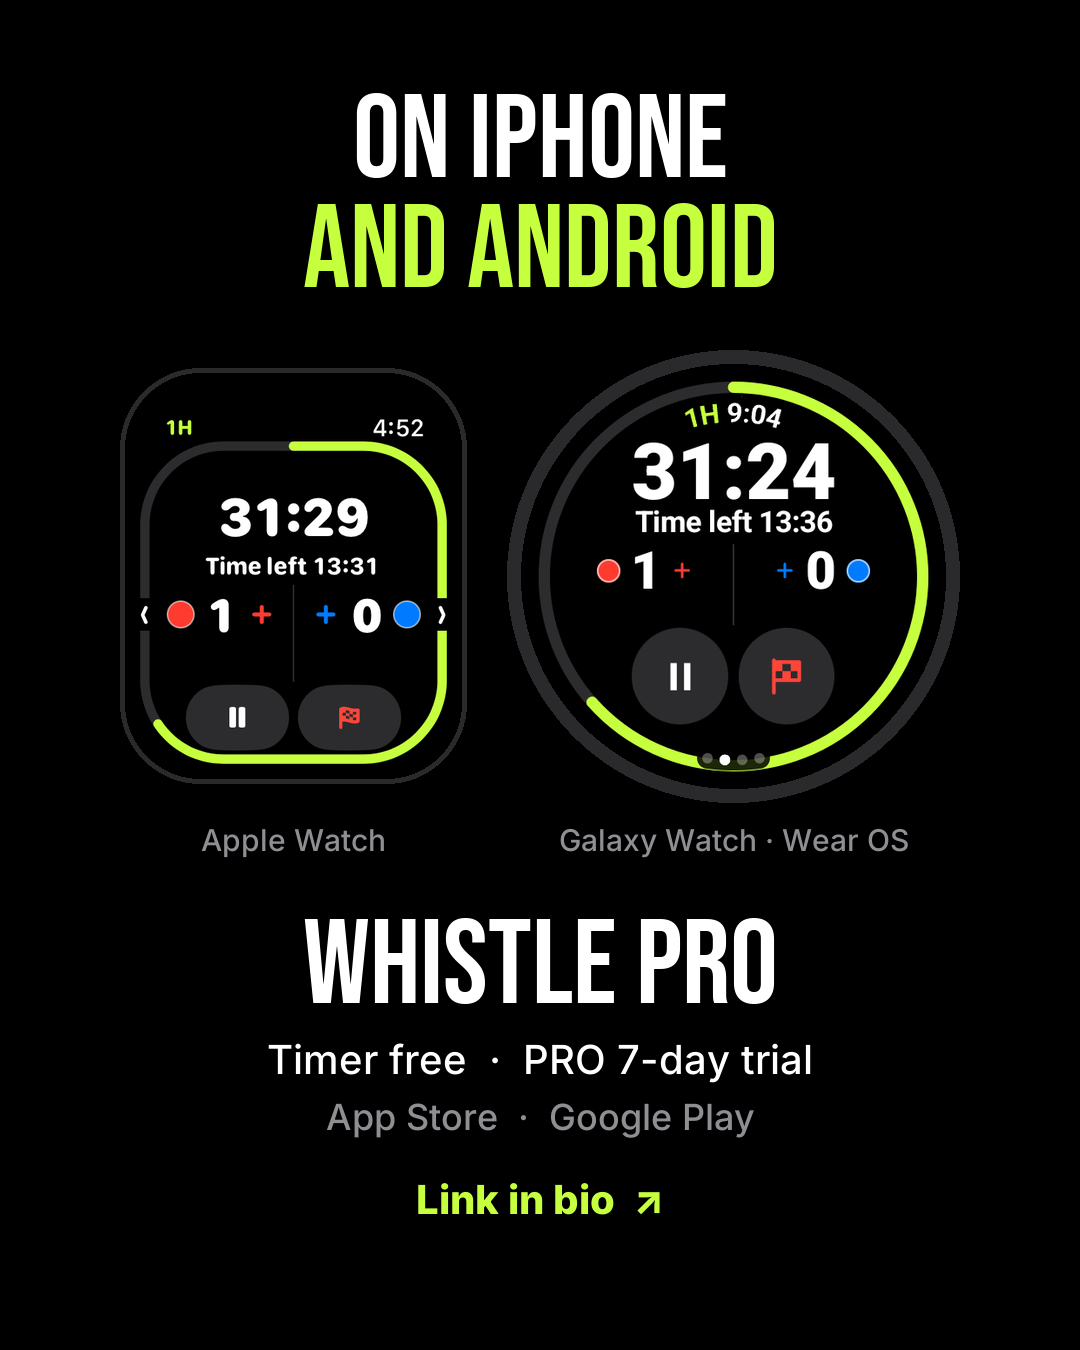 ON IPHONE
AND ANDROID
1H 4:52
31:29
Time left 13:31
1 + + 0
Apple Watch
1H 9:04
31:24
Time left 13:36
1 + + 0
Galaxy Watch · Wear OS
WHISTLE PRO
Timer free · PRO 7-day trial
App Store · Google Play
Link in bio ↗